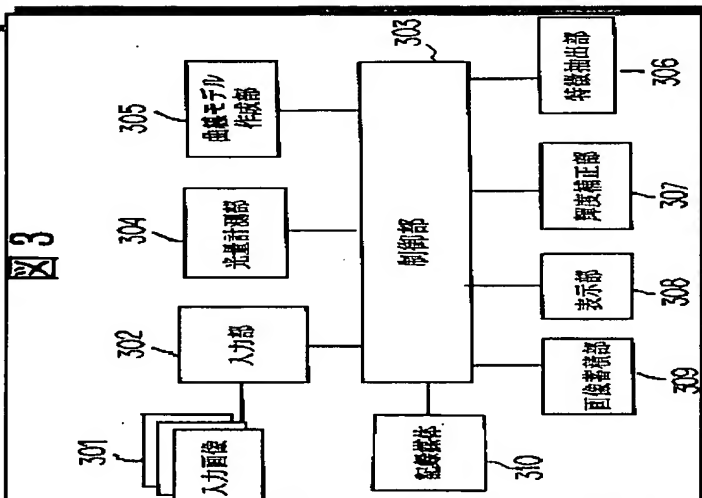 図 3
301
入力画像
302
入力部
304
光量計測部
305
曲線モデル
作成部
303
制御部
310
記録媒体
309
画像蓄積部
308
表示部
307
輝度補正部
306
特徴抽出部